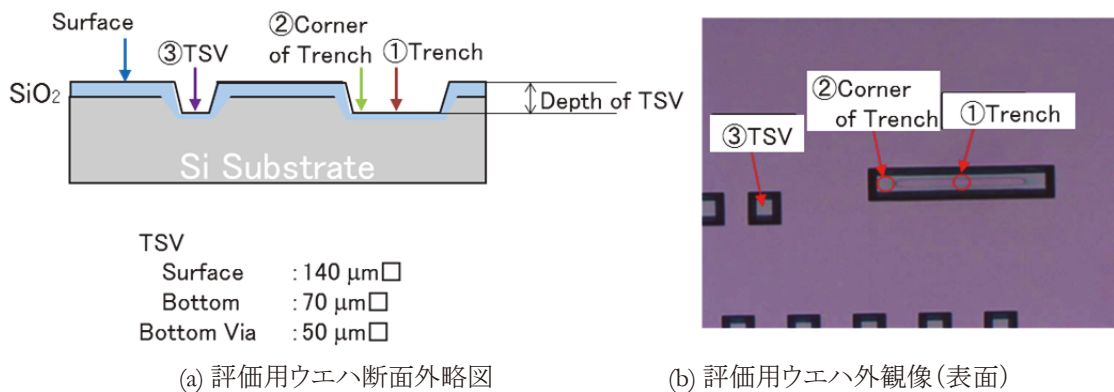 Surface
③TSV
②Corner
of Trench
①Trench
SiO₂
Depth of TSV
Si Substrate
TSV
Surface :140 μm□
Bottom :70 μm□
Bottom Via :50 μm□
(a) 評価用ウエハ断面外略図
②Corner
of Trench
①Trench
③TSV
(b) 評価用ウエハ外観像(表面)